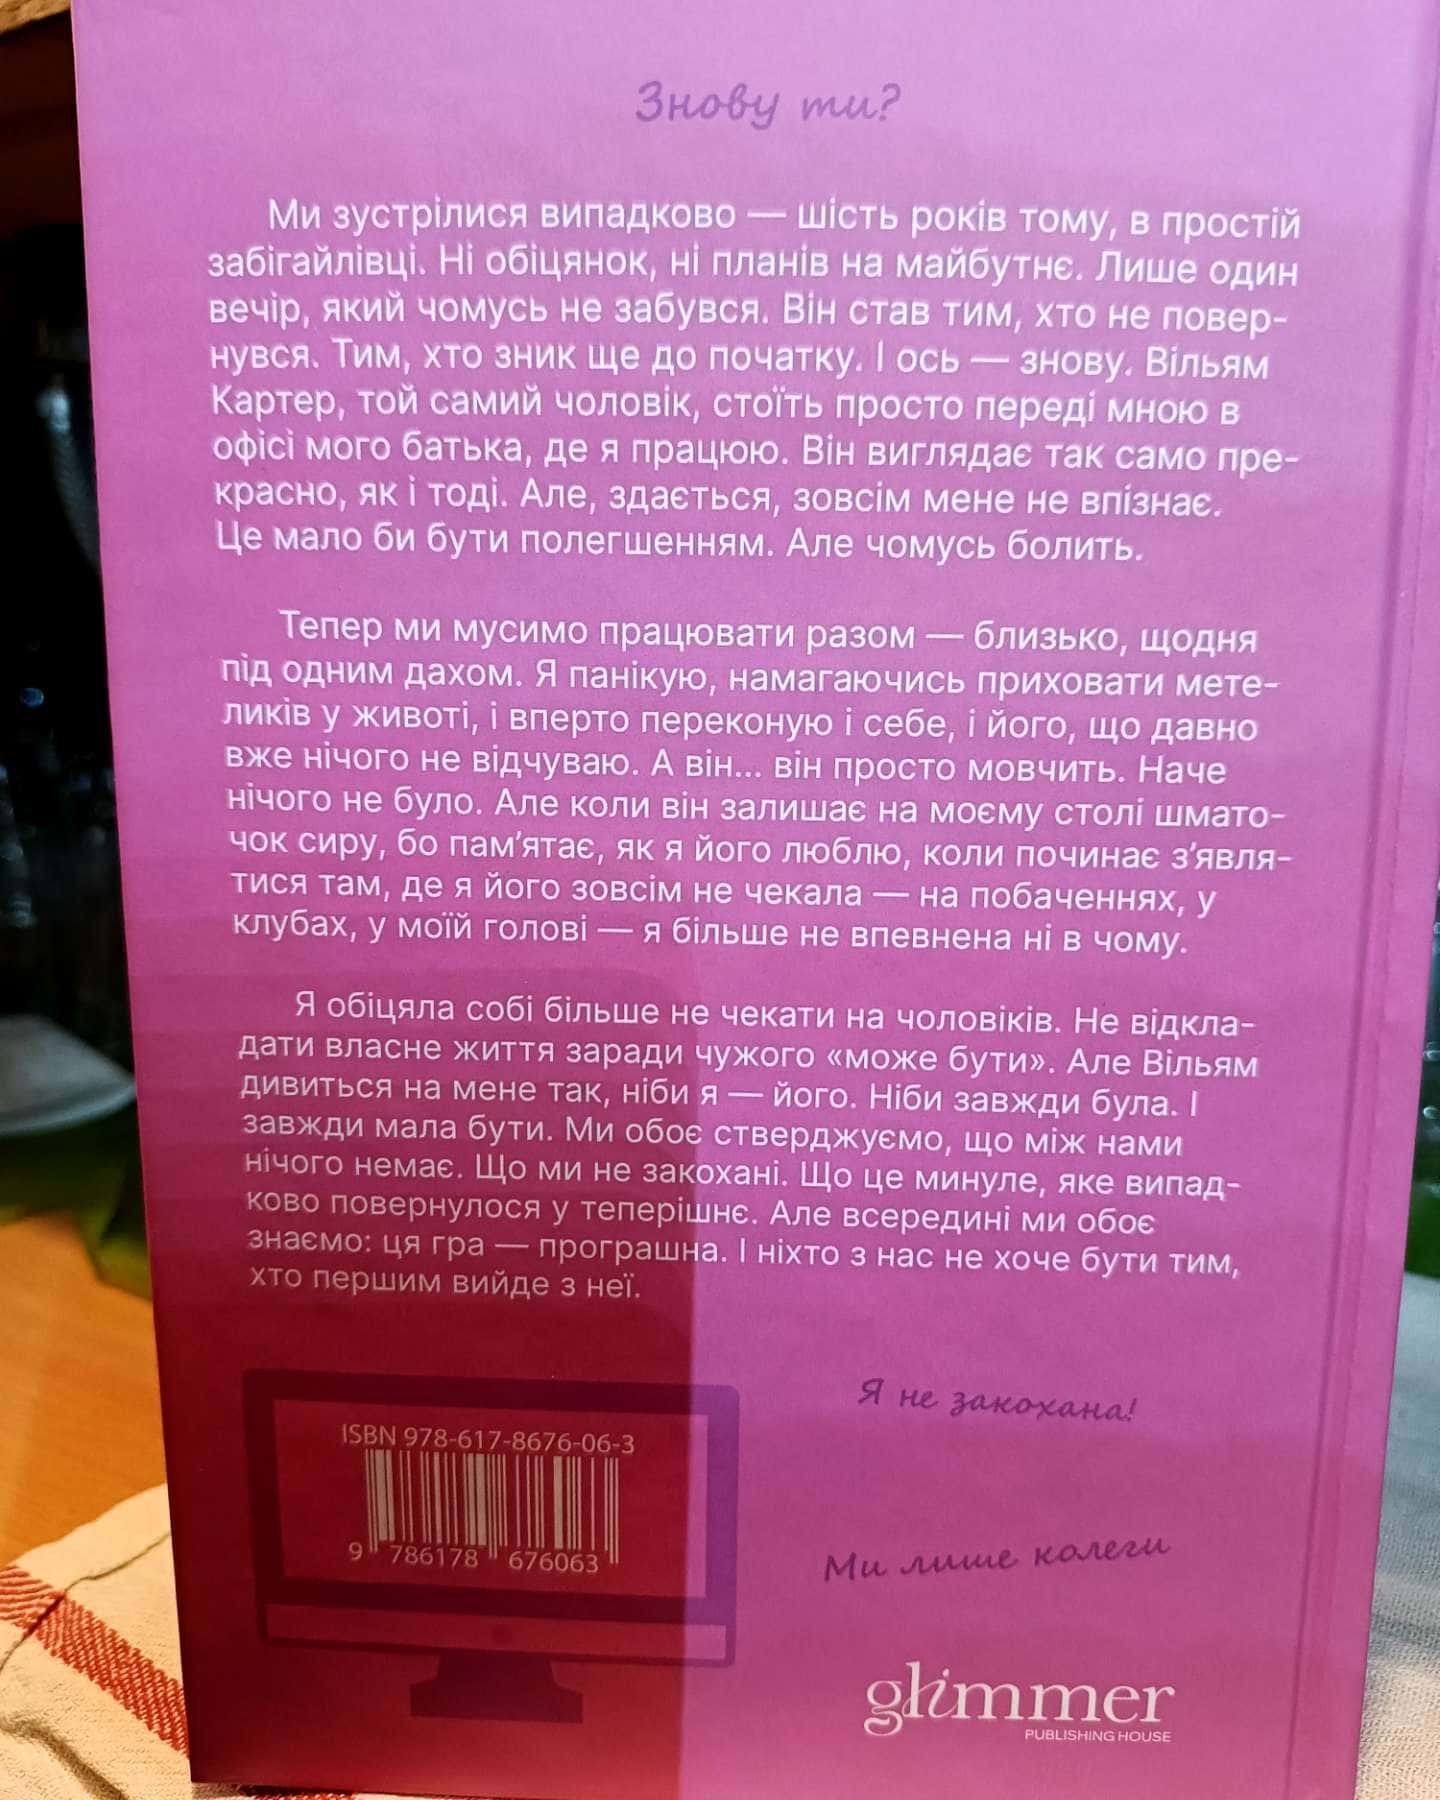 Знову ти?
Ми зустрілися випадково — шість років тому, в простій
забігайлівці. Ні обіцянок, ні планів на майбутнє. Лише один
вечір, який чомусь не забувся. Він став тим, хто не повер-
нувся. Тим, хто зник ще до початку. І ось — знову. Вільям
Картер, той самий чоловік, стоїть просто переді мною в
офісі мого батька, де я працюю. Він виглядає так само пре-
красно, як і тоді. Але, здається, зовсім мене не впізнає.
Це мало би бути полегшенням. Але чомусь болить.
Тепер ми мусимо працювати разом — близько, щодня
під одним дахом. Я панікую, намагаючись приховати мете-
ликів у животі, і вперто переконую і себе, і його, що давно
вже нічого не відчуваю. А він... він просто мовчить. Наче
нічого не було. Але коли він залишає на моєму столі шмато-
чок сиру, бо пам’ятає, як я його люблю, коли починає з’явля-
тися там, де я його зовсім не чекала — на побаченнях, у
клубах, у моїй голові — я більше не впевнена ні в чому.
Я обіцяла собі більше не чекати на чоловіків. Не відкла-
дати власне життя заради чужого «може бути». Але Вільям
дивиться на мене так, ніби я — його. Ніби завжди була. І
завжди мала бути. Ми обоє стверджуємо, що між нами
нічого немає. Що ми не закохані. Що це минуле, яке випад-
ково повернулося у теперішнє. Але всередині ми обоє
знаємо: ця гра — програшна. І ніхто з нас не хоче бути тим,
хто першим вийде з неї.
Я не закохана!
ISBN 978-617-8676-06-3
9 786178 676063
Ми лише колеги
glimmer
PUBLISHING HOUSE